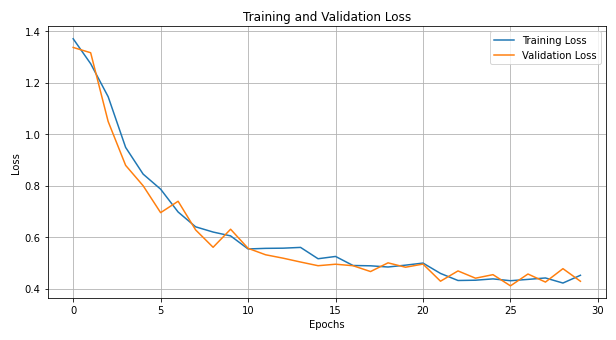 Training and Validation Loss
1.4
1.2
1.0
0.8
0.6
0.4
Loss
Training Loss
Validation Loss
0 5 10 15 20 25 30
Epochs